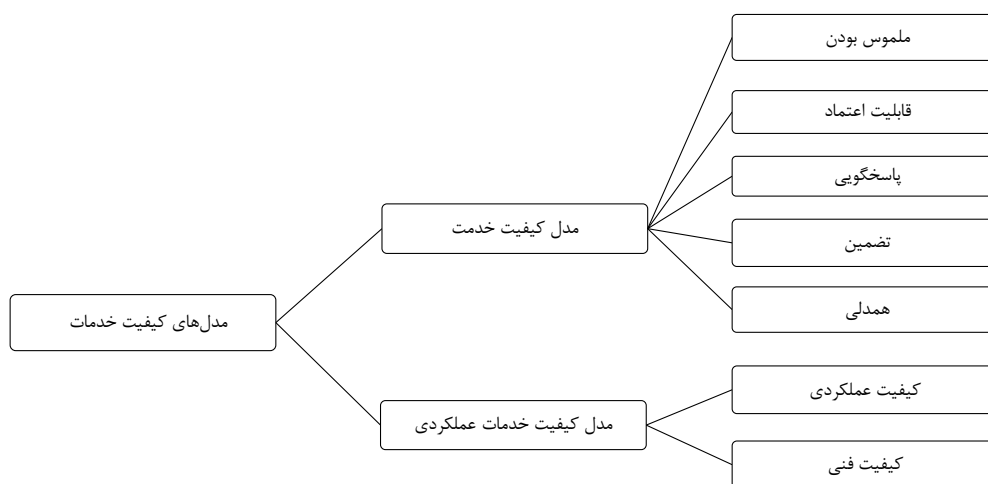 ملموس بودن
قابلیت اعتماد
پاسخگویی
مدل کیفیت خدمت
تضمین
همدلی
مدل‌های کیفیت خدمات
کیفیت عملکردی
مدل کیفیت خدمات عملکردی
کیفیت فنی